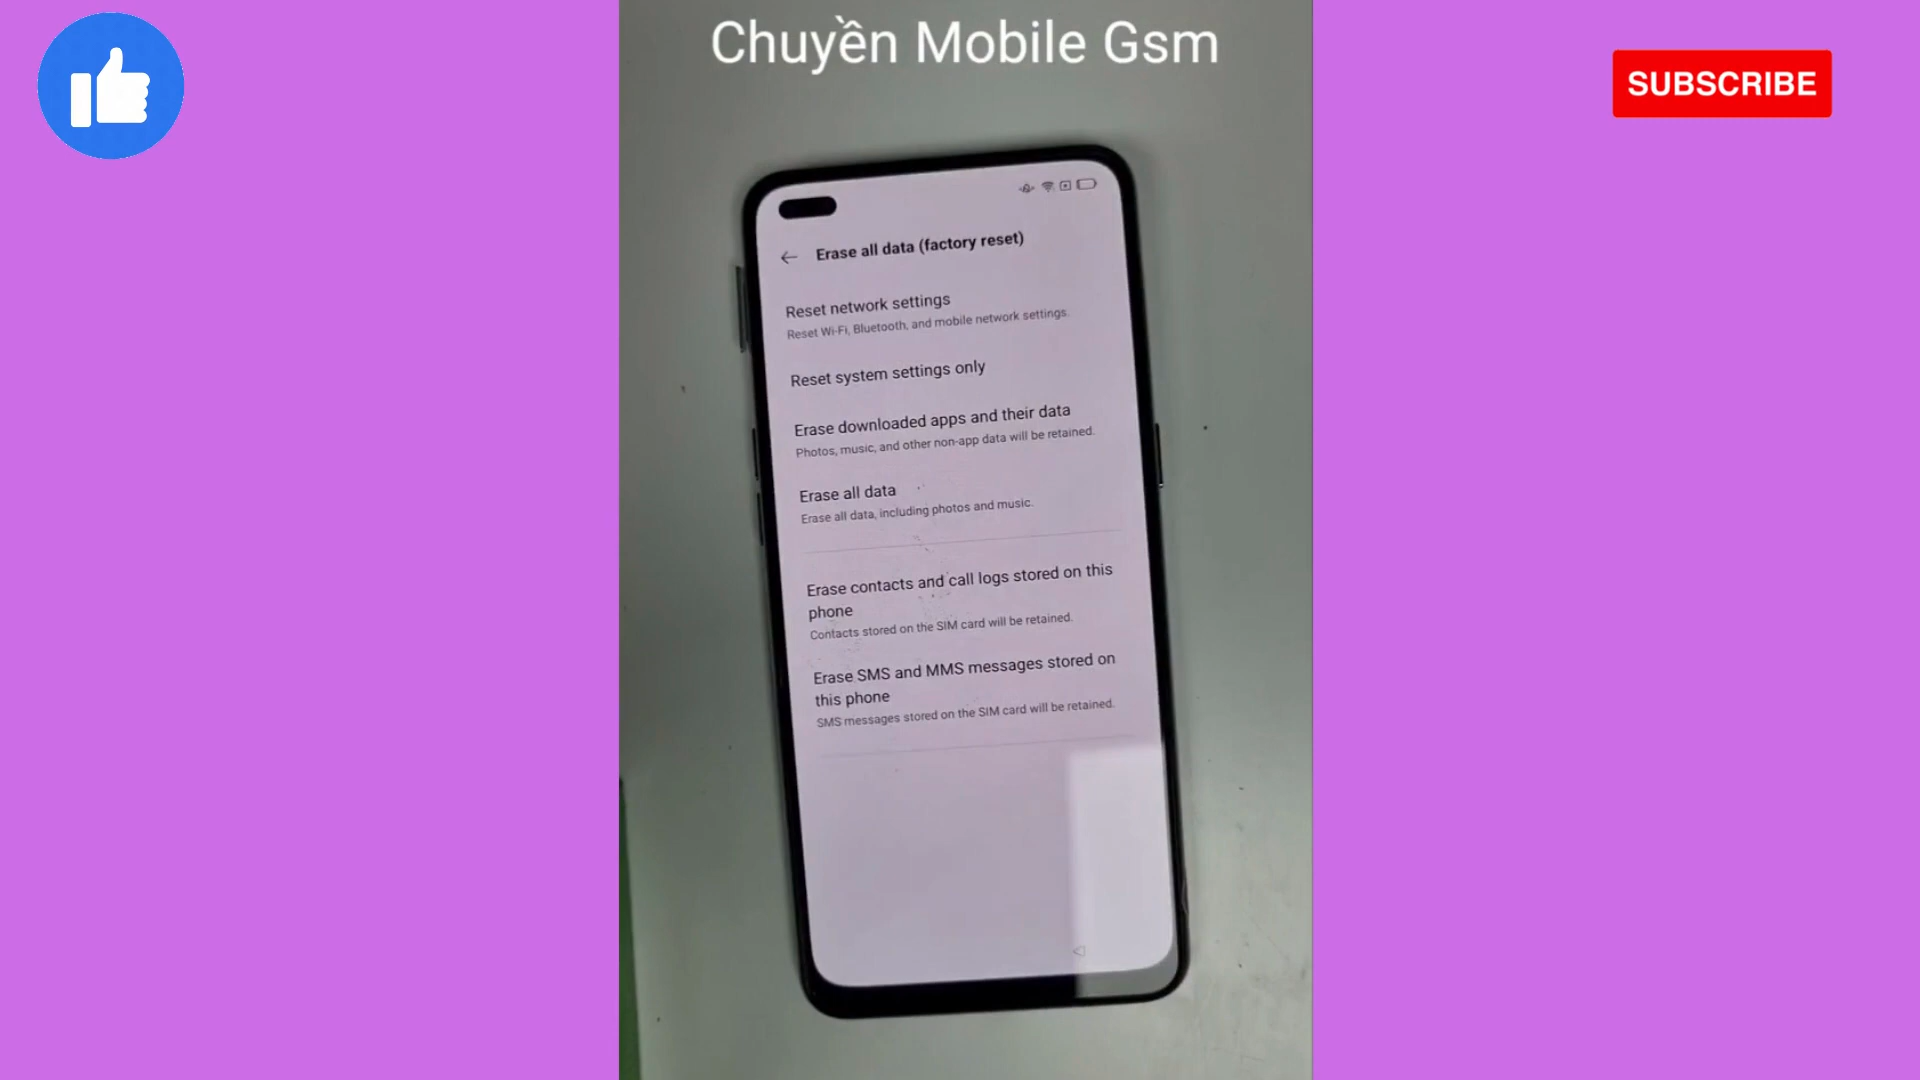 Chuyền Mobile Gsm
SUBSCRIBE
Erase all data (factory reset)
Reset network settings
Reset Wi-Fi, Bluetooth, and mobile network settings.
Reset system settings only
Erase downloaded apps and their data
Photos, music, and other non-app data will be retained.
Erase all data
Erase all data, including photos and music.
Erase contacts and call logs stored on this
phone
Contacts stored on the SIM card will be retained.
Erase SMS and MMS messages stored on
this phone
SMS messages stored on the SIM card will be retained.